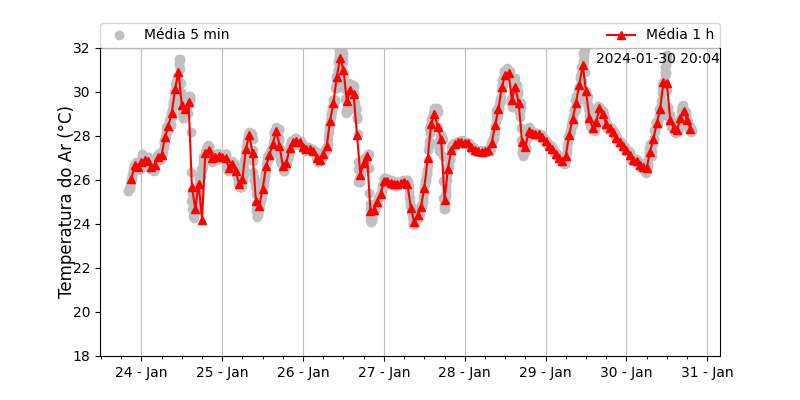 Média 5 min
Média 1 h
2024-01-30 20:04
Temperatura do Ar (°C)
32
30
28
26
24
22
20
18
24 - Jan
25 - Jan
26 - Jan
27 - Jan
28 - Jan
29 - Jan
30 - Jan
31 - Jan